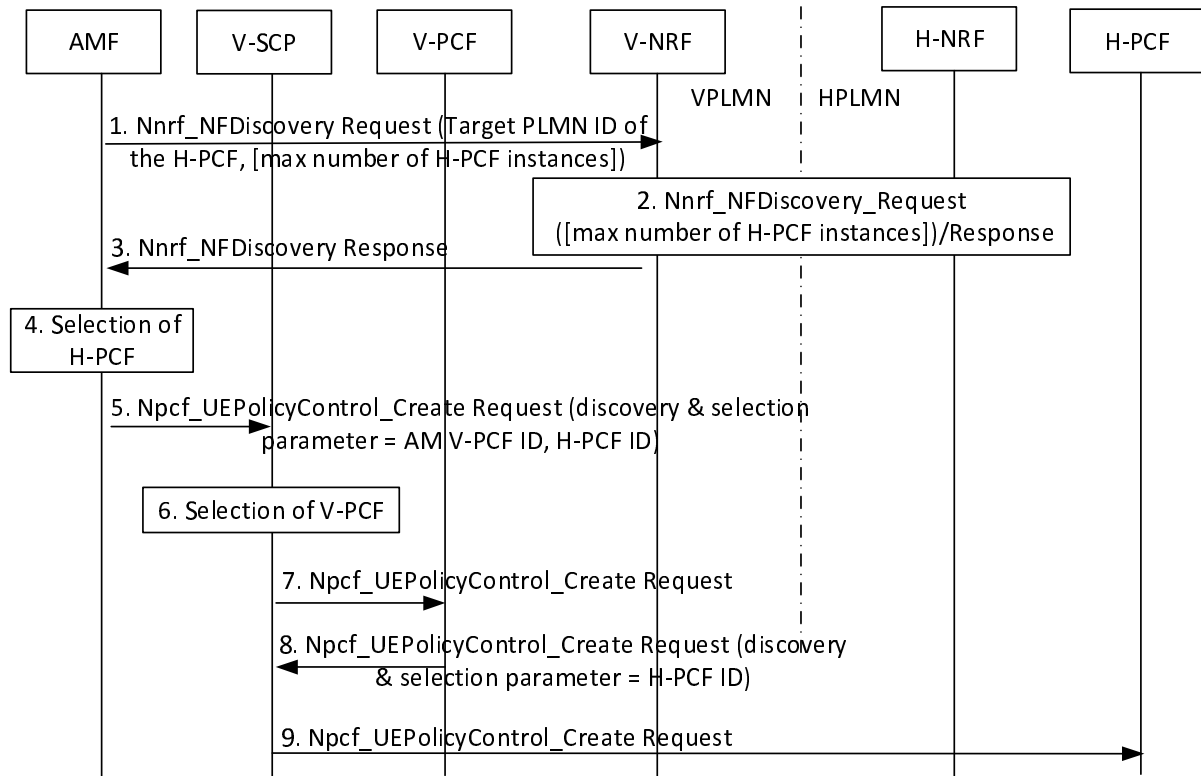 AMF
V-SCP
V-PCF
V-NRF
H-NRF
H-PCF
VPLMN
HPLMN
1. Nnrf_NFDiscovery Request (Target PLMN ID of
the H-PCF, [max number of H-PCF instances])
2. Nnrf_NFDiscovery_Request
([max number of H-PCF instances])/Response
3. Nnrf_NFDiscovery Response
4. Selection of
H-PCF
5. Npcf_UEPolicyControl_Create Request (discovery & selection
parameter = AM V-PCF ID, H-PCF ID)
6. Selection of V-PCF
7. Npcf_UEPolicyControl_Create Request
8. Npcf_UEPolicyControl_Create Request (discovery
& selection parameter = H-PCF ID)
9. Npcf_UEPolicyControl_Create Request